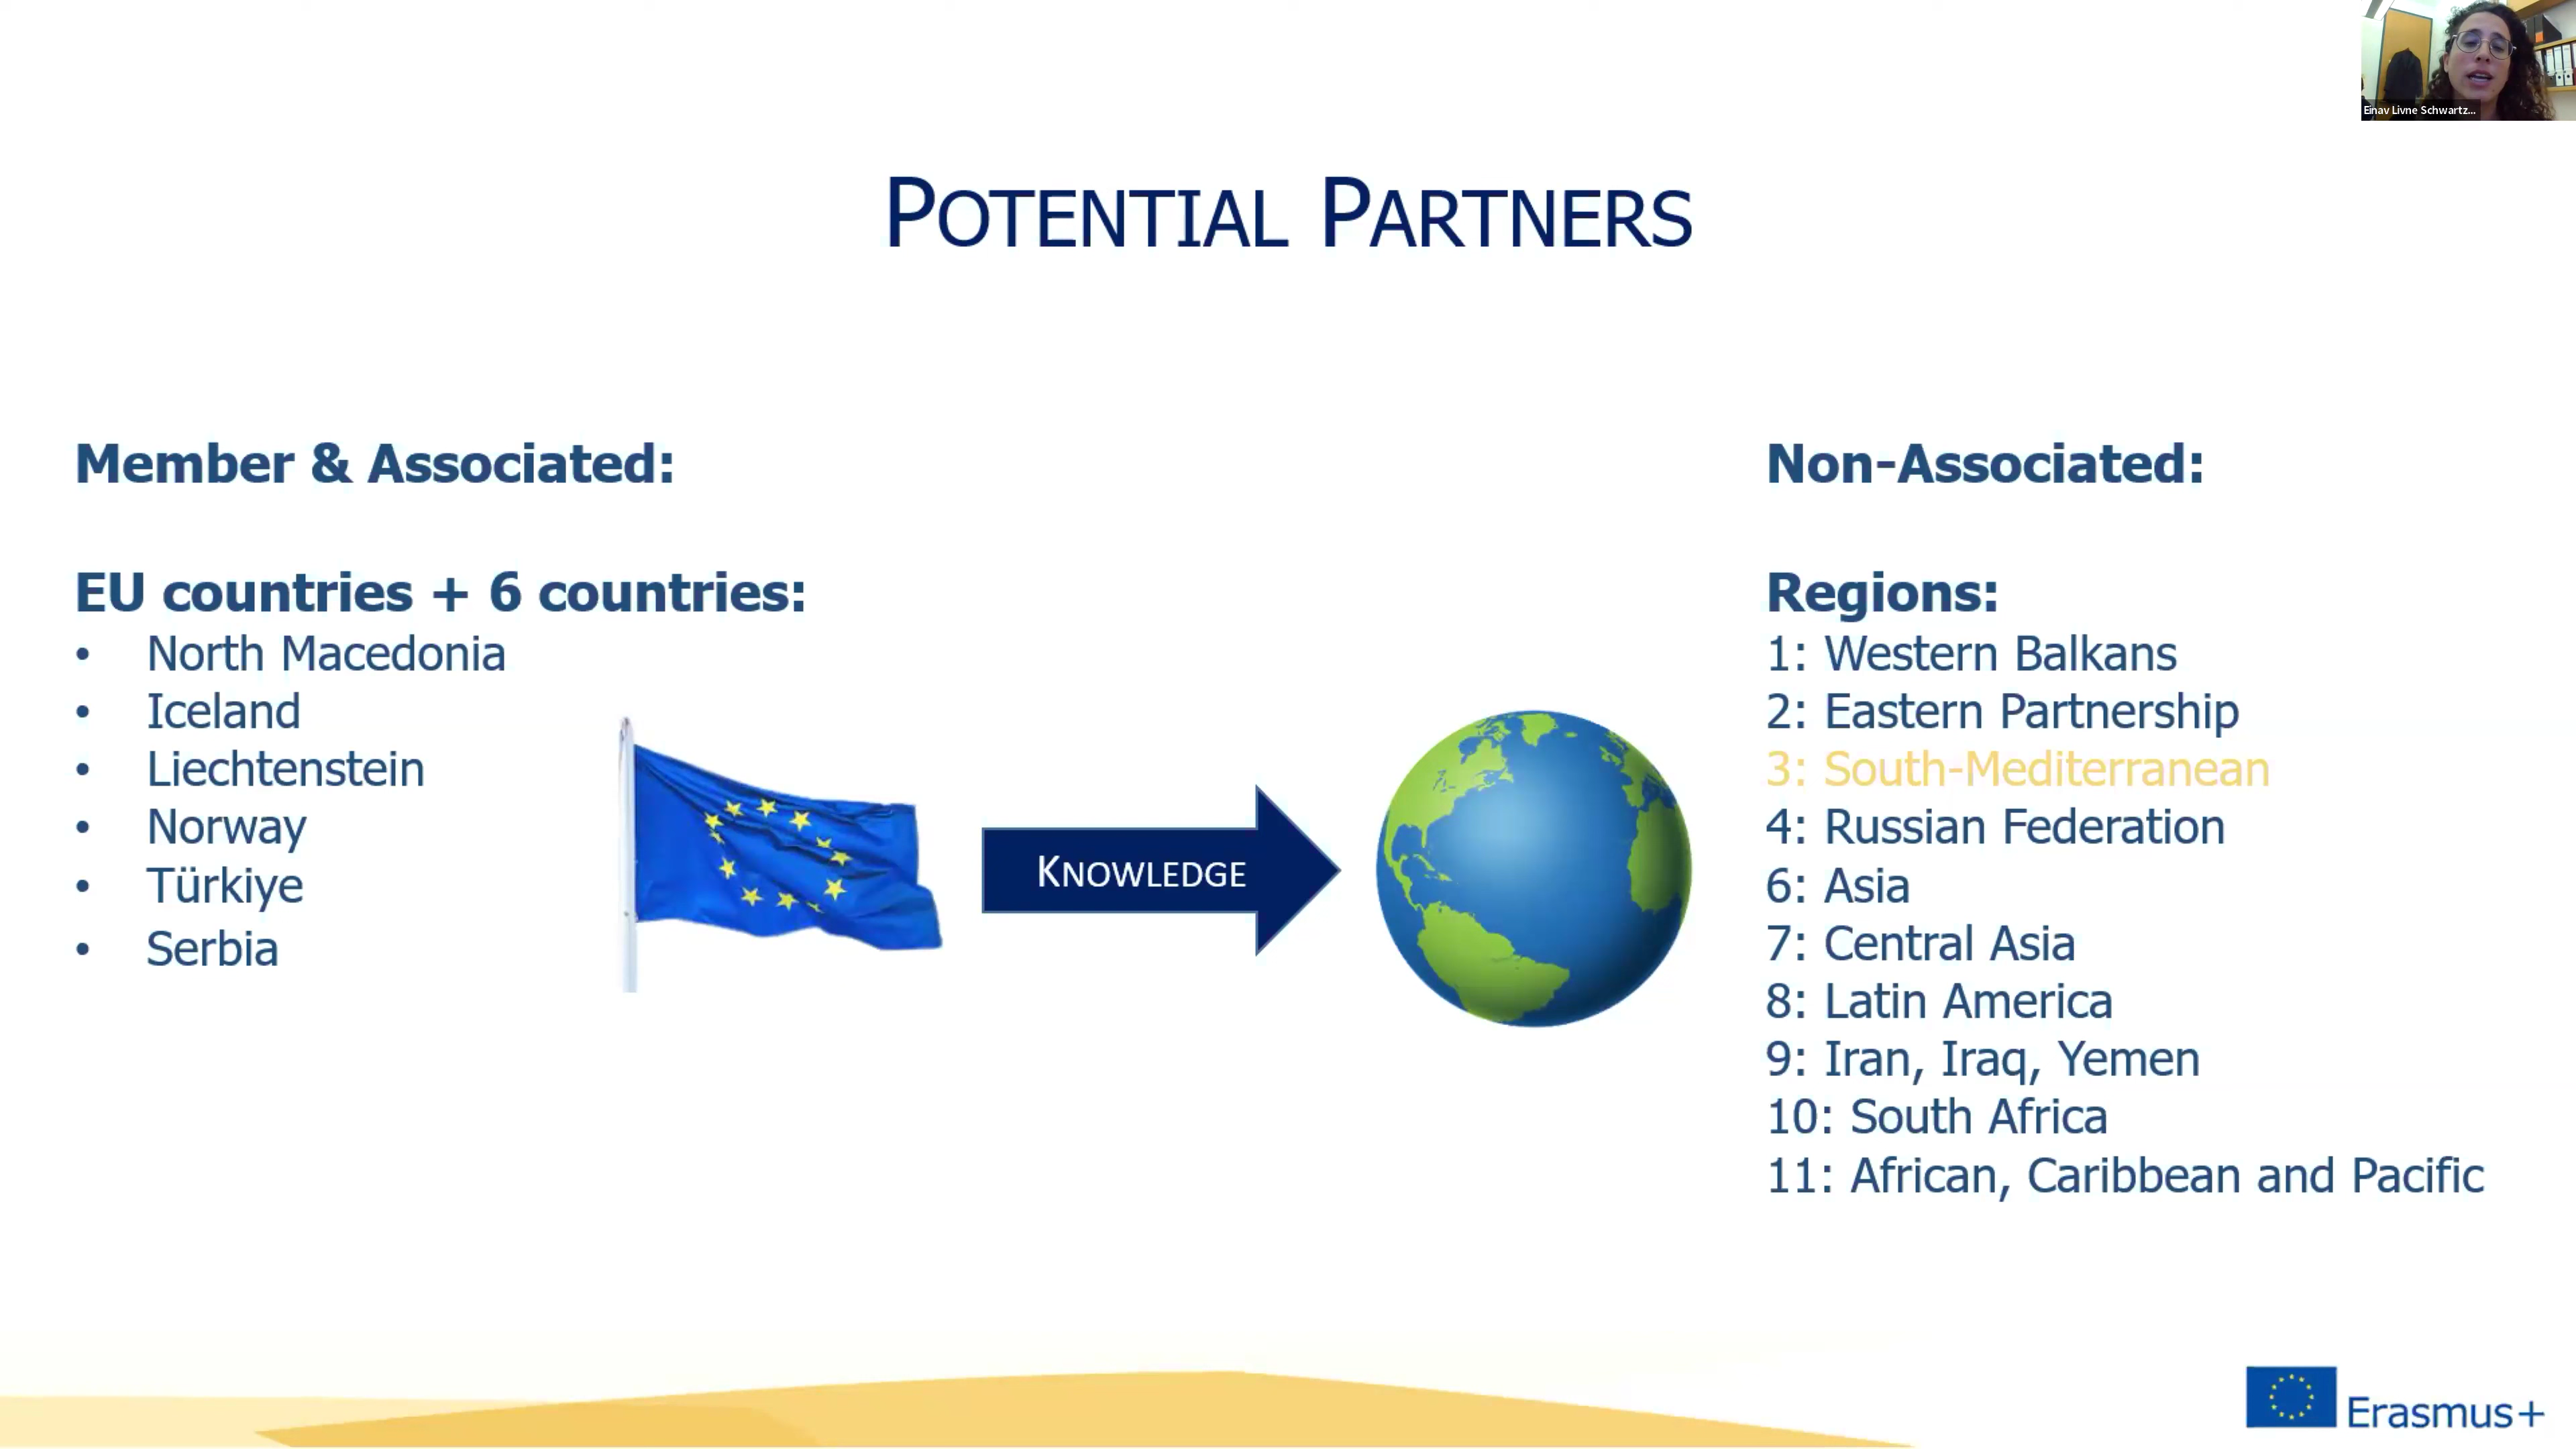 Einav Livne Schwartz...
POTENTIAL PARTNERS
Member & Associated:
EU countries + 6 countries:
• North Macedonia
• Iceland
• Liechtenstein
• Norway
• Türkiye
• Serbia
KNOWLEDGE
Non-Associated:
Regions:
1: Western Balkans
2: Eastern Partnership
3: South-Mediterranean
4: Russian Federation
6: Asia
7: Central Asia
8: Latin America
9: Iran, Iraq, Yemen
10: South Africa
11: African, Caribbean and Pacific
Erasmus+